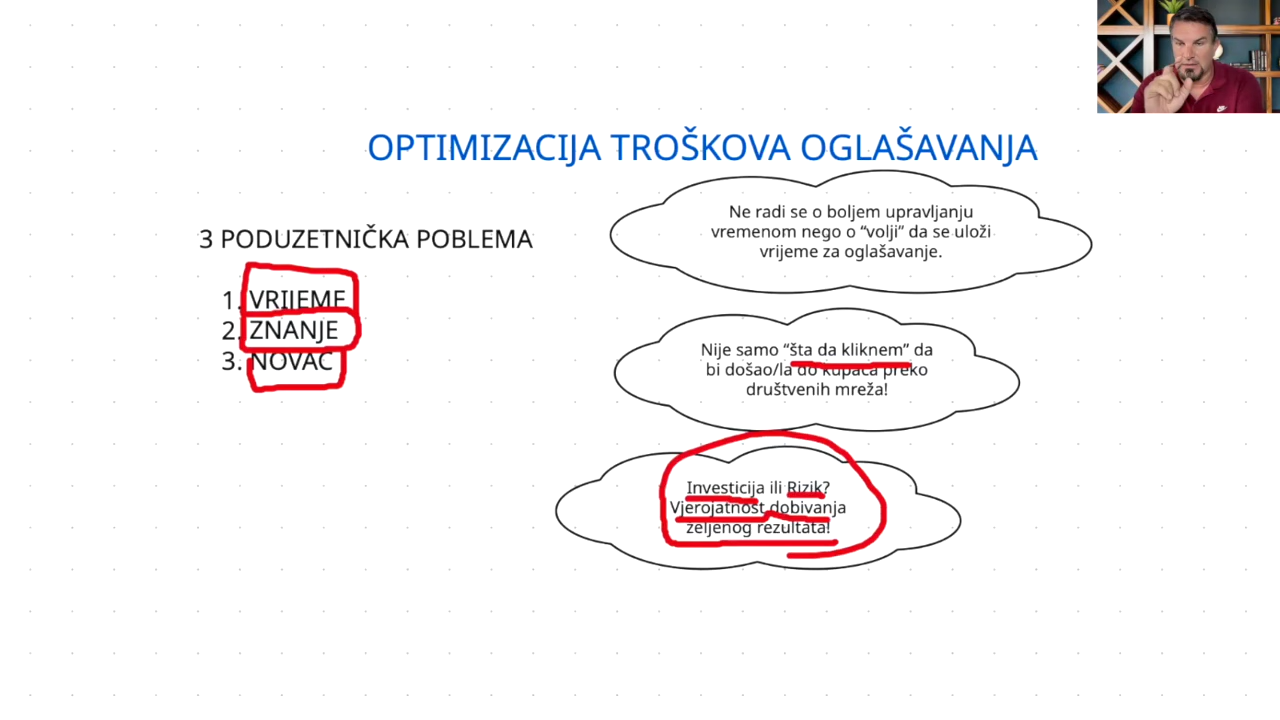 OPTIMIZACIJA TROŠKOVA OGLAŠAVANJA
3 PODUZETNIČKA POBLEMA
1. VRIJEME
2. ZNANJE
3. NOVAC
Ne radi se o boljem upravljanju
vremenom nego o “volji” da se uloži
vrijeme za oglašavanje.
Nije samo “šta da kliknem” da
bi došao/la do kupaca preko
društvenih mreža!
Investicija ili Rizik?
Vjerojatnost dobivanja
zeljenog rezultata!